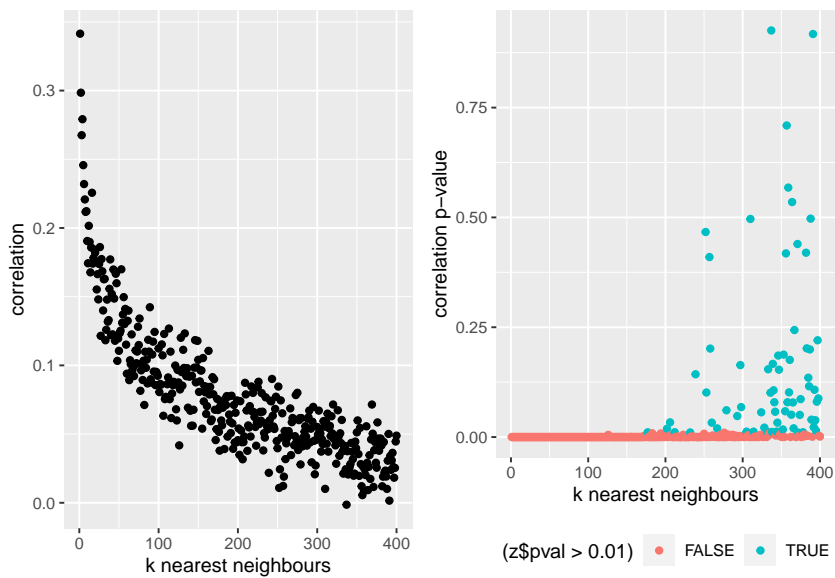 0.3
0.2
0.1
0.0
correlation
0 100 200 300 400
k nearest neighbours
0.75
0.50
0.25
0.00
correlation p−value
0 100 200 300 400
k nearest neighbours
(z$pval > 0.01) FALSE TRUE